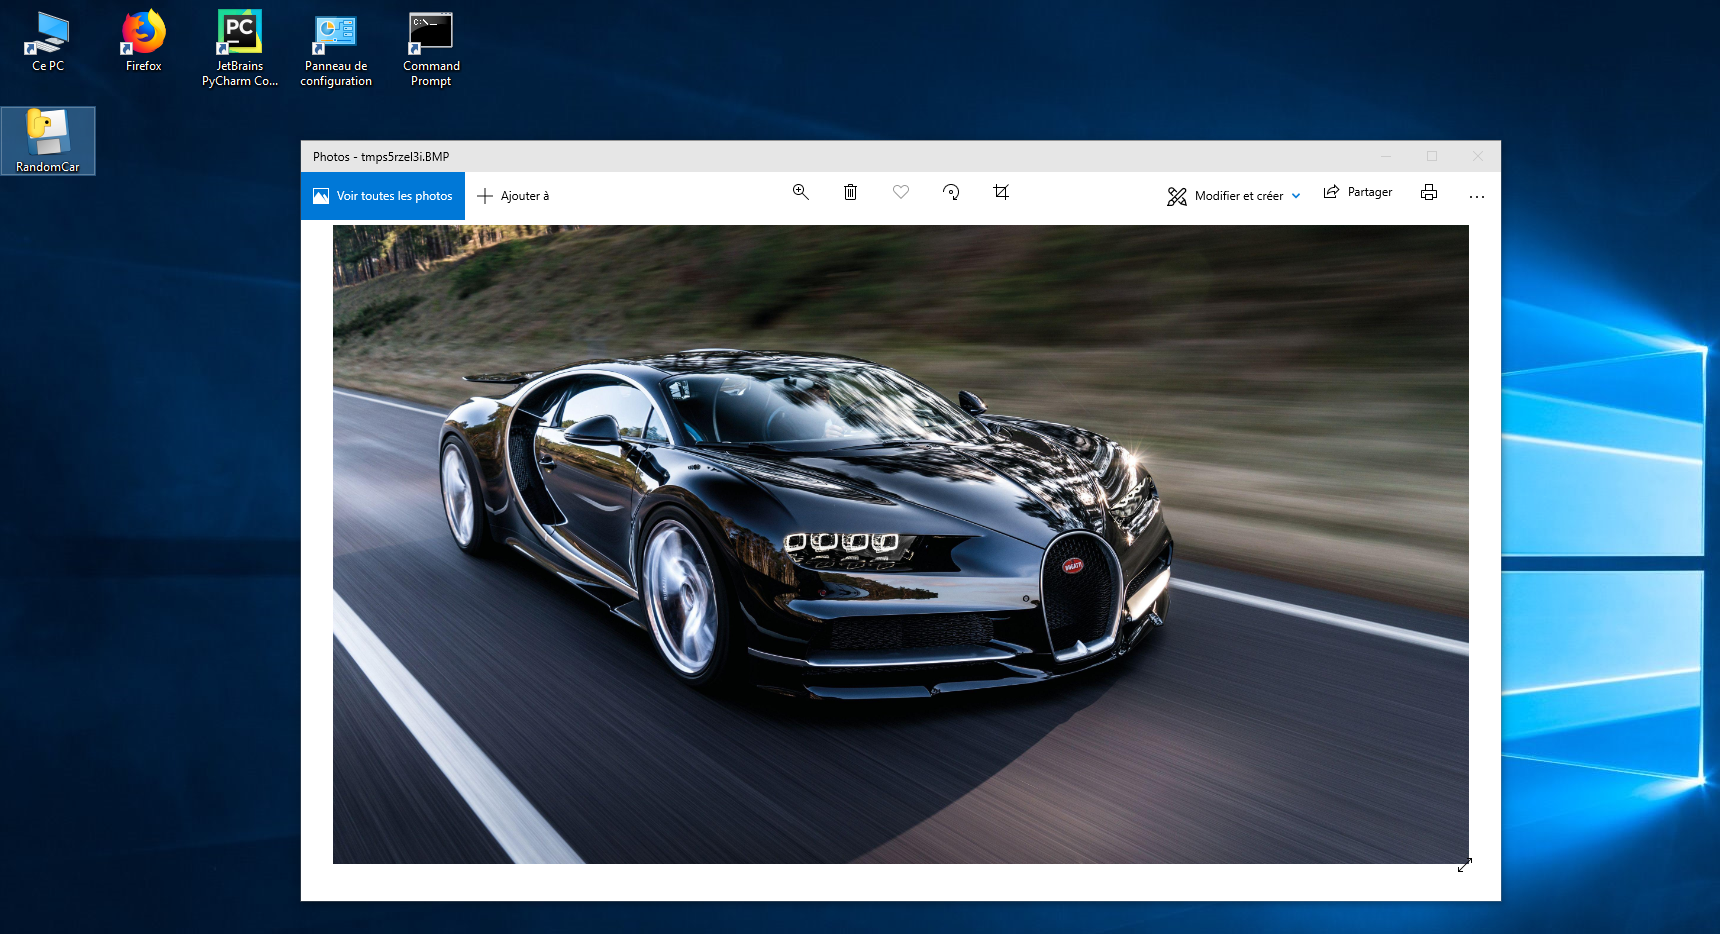 Ce PC
Firefox
PC
JetBrains
PyCharm Co...
Panneau de
configuration
C:\_
Command
Prompt
RandomCar
Photos - tmps5rzel3i.BMP
Voir toutes les photos
Ajouter à
Modifier et créer
Partager
BUGATTI